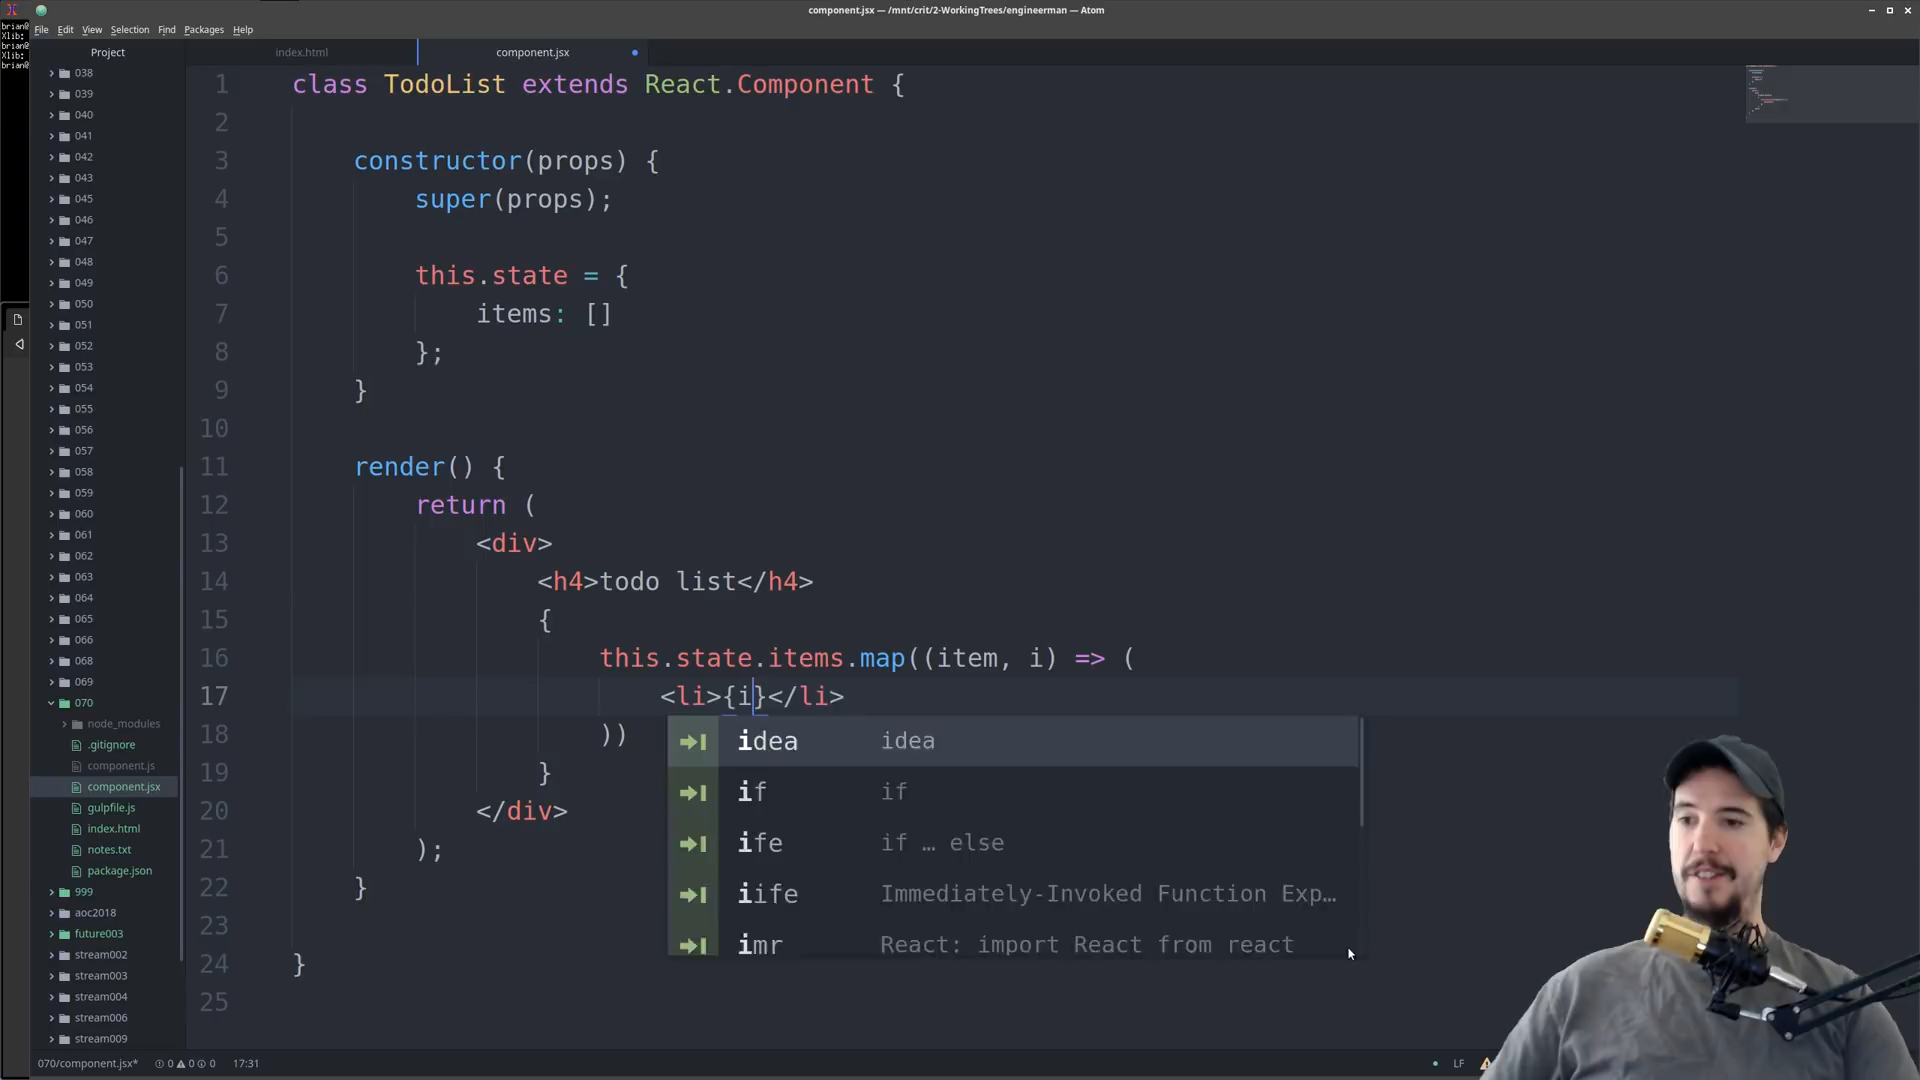 component.jsx — /mnt/crit/2-WorkingTrees/engineerman — Atom
brian@
Xlib:
brian@
Xlib:
brian@
File Edit View Selection Find Packages Help
Project
index.html
component.jsx
038
039
040
041
042
043
045
046
047
048
049
050
051
052
053
054
055
056
057
058
059
060
061
062
063
064
065
066
068
069
070
node_modules
.gitignore
component.js
component.jsx
gulpfile.js
index.html
notes.txt
package.json
999
aoc2018
future003
stream002
stream003
stream004
stream006
stream009
1 class TodoList extends React.Component {
2
3 constructor(props) {
4 super(props);
5
6 this.state = {
7 items: []
8 };
9 }
10
11 render() {
12 return (
13 <div>
14 <h4>todo list</h4>
15 {
16 this.state.items.map((item, i) => (
17 <li>{i}</li>
18 ))
19 }
20 </div>
21 );
22 }
23
24 }
25
idea idea
if if
ife if … else
iife Immediately-Invoked Function Exp…
imr React: import React from react
070/component.jsx* 0 0 0 17:31
LF